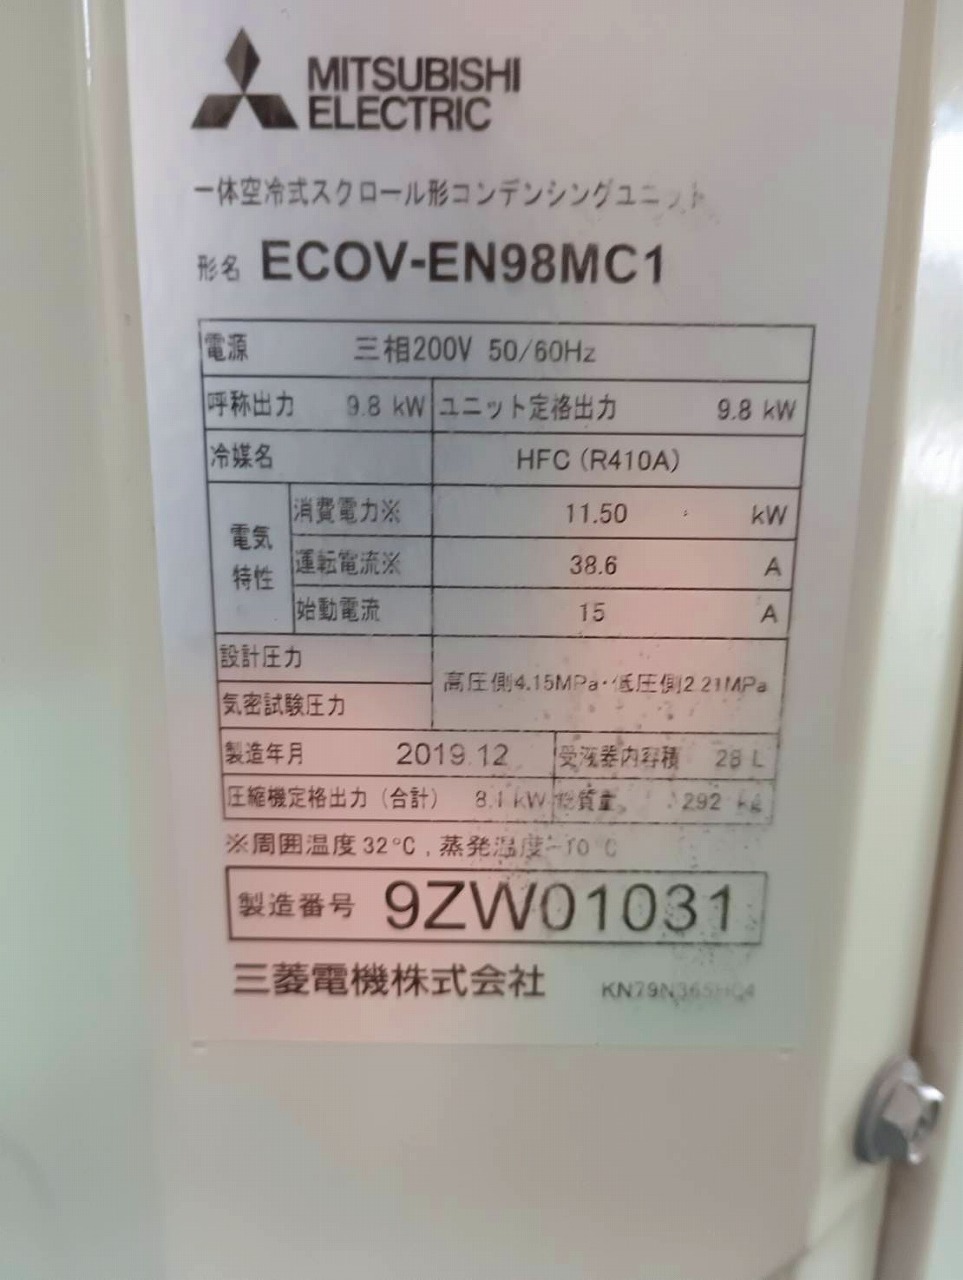 MITSUBISHI
ELECTRIC
一体空冷式スクロール形コンデンシングユニット
形名 ECOV-EN98MC1
電源 三相200V 50/60Hz
呼称出力 9.8 kW ユニット定格出力 9.8 kW
冷媒名 HFC (R410A)
電気特性
消費電力※ 11.50 kW
運転電流※ 38.6 A
始動電流 15 A
設計圧力
気密試験圧力
高圧側4.15MPa・低圧側2.21MPa
製造年月 2019.12 受液器内容積 28 L
圧縮機定格出力（合計） 8.1 kW 総質量 292 kg
※周囲温度32°C , 蒸発温度-10°C
製造番号 9ZW01031
三菱電機株式会社